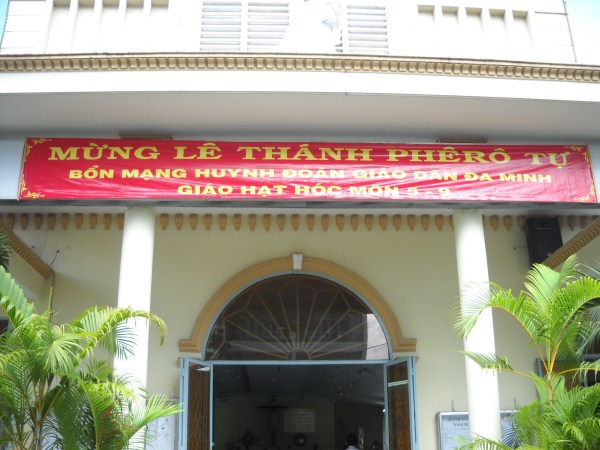 MỪNG LỄ THÁNH PHÊRÔ TỰ
BỔN MẠNG HUYNH ĐOÀN GIÁO DÂN ĐA MINH
GIÁO HẠT HÓC MÔN 5 - 9